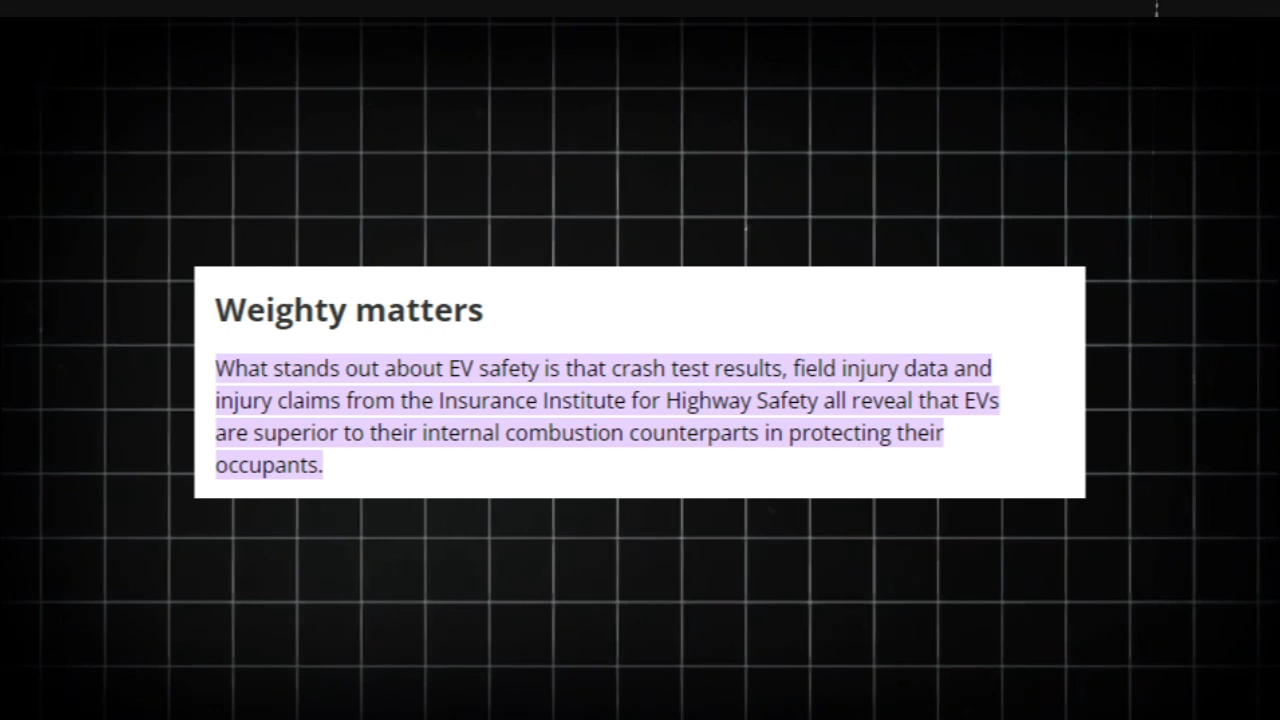 Weighty matters
What stands out about EV safety is that crash test results, field injury data and
injury claims from the Insurance Institute for Highway Safety all reveal that EVs
are superior to their internal combustion counterparts in protecting their
occupants.